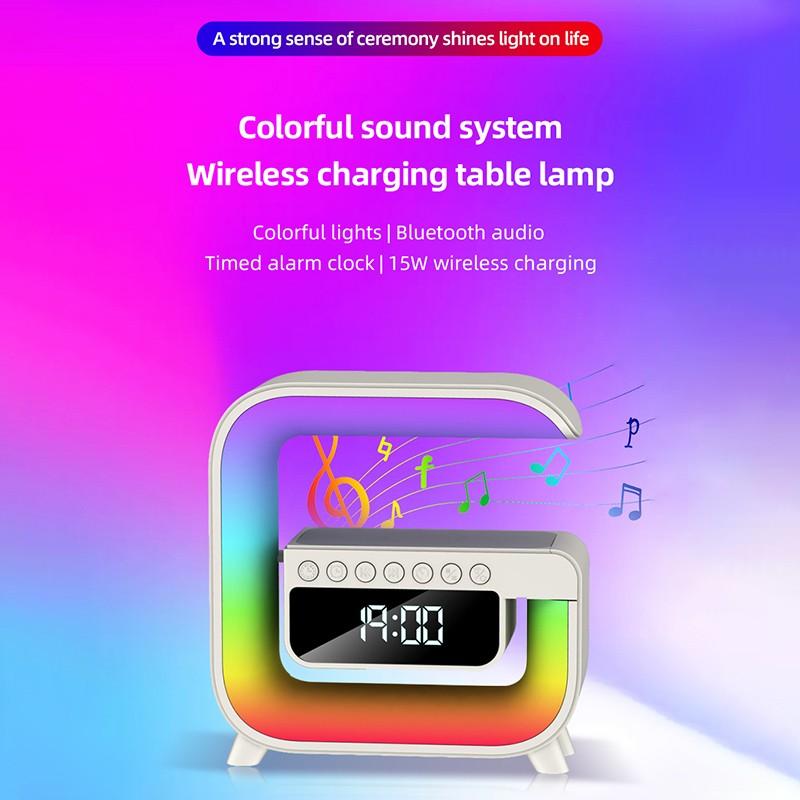 A strong sense of ceremony shines light on life
Colorful sound system
Wireless charging table lamp
Colorful lights | Bluetooth audio
Timed alarm clock | 15W wireless charging
p
f
19:00